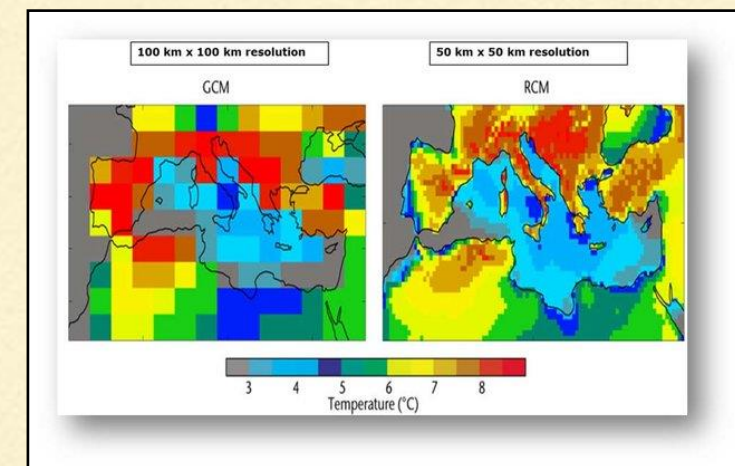 100 km x 100 km resolution
50 km x 50 km resolution
GCM
RCM
3 4 5 6 7 8
Temperature (°C)